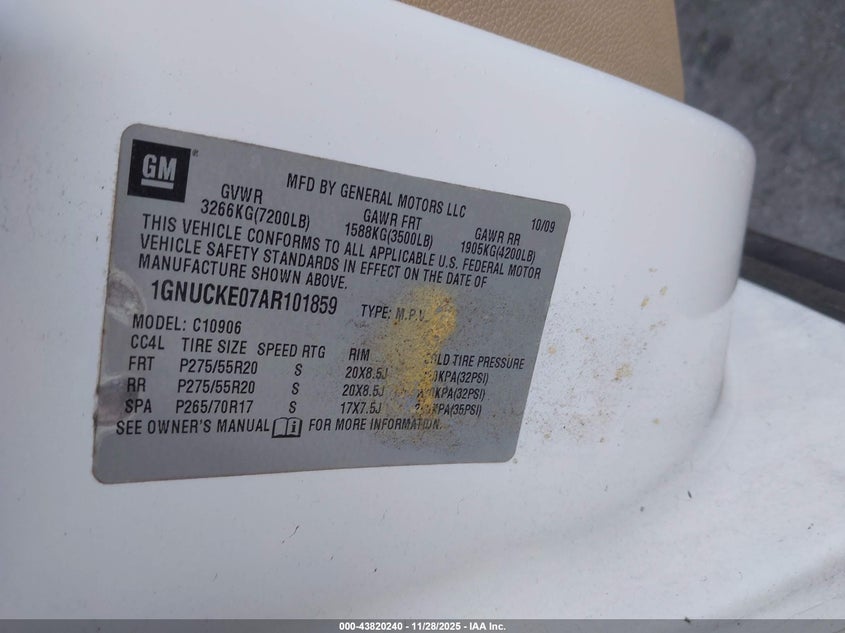 GM
MFD BY GENERAL MOTORS LLC 10/09
GVWR GAWR FRT GAWR RR
3266KG(7200LB) 1588KG(3500LB) 1905KG(4200LB)
THIS VEHICLE CONFORMS TO ALL APPLICABLE U.S. FEDERAL MOTOR
VEHICLE SAFETY STANDARDS IN EFFECT ON THE DATE OF
MANUFACTURE SHOWN ABOVE.
1GNUCKE07AR101859 TYPE: M.P.V.
MODEL: C10906
CC4L TIRE SIZE SPEED RTG RIM TIRE PRESSURE
FRT P275/55R20 S 20X8.5J KPA(32PSI)
RR P275/55R20 S 20X8.5J KPA(32PSI)
SPA P265/70R17 S 17X7.5J KPA(35PSI)
SEE OWNER'S MANUAL FOR MORE INFORMATION.
000-43820240 - 11/28/2025 - IAA Inc.